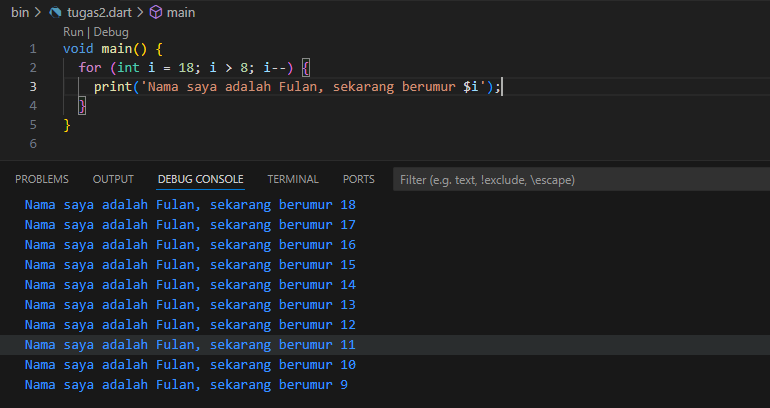 bin > tugas2.dart > main
Run | Debug
1 void main() {
2 for (int i = 18; i > 8; i--) {
3 print('Nama saya adalah Fulan, sekarang berumur $i');
4 }
5 }
6
PROBLEMS OUTPUT DEBUG CONSOLE TERMINAL PORTS Filter (e.g. text, !exclude, \escape)
Nama saya adalah Fulan, sekarang berumur 18
Nama saya adalah Fulan, sekarang berumur 17
Nama saya adalah Fulan, sekarang berumur 16
Nama saya adalah Fulan, sekarang berumur 15
Nama saya adalah Fulan, sekarang berumur 14
Nama saya adalah Fulan, sekarang berumur 13
Nama saya adalah Fulan, sekarang berumur 12
Nama saya adalah Fulan, sekarang berumur 11
Nama saya adalah Fulan, sekarang berumur 10
Nama saya adalah Fulan, sekarang berumur 9